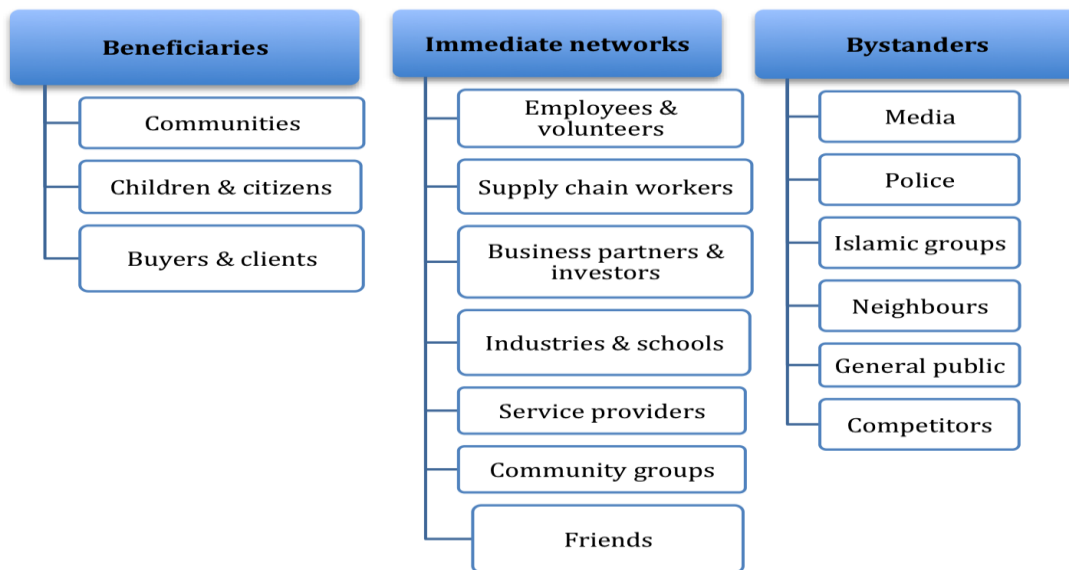 Beneficiaries
Communities
Children & citizens
Buyers & clients
Immediate networks
Employees &
volunteers
Supply chain workers
Business partners &
investors
Industries & schools
Service providers
Community groups
Friends
Bystanders
Media
Police
Islamic groups
Neighbours
General public
Competitors